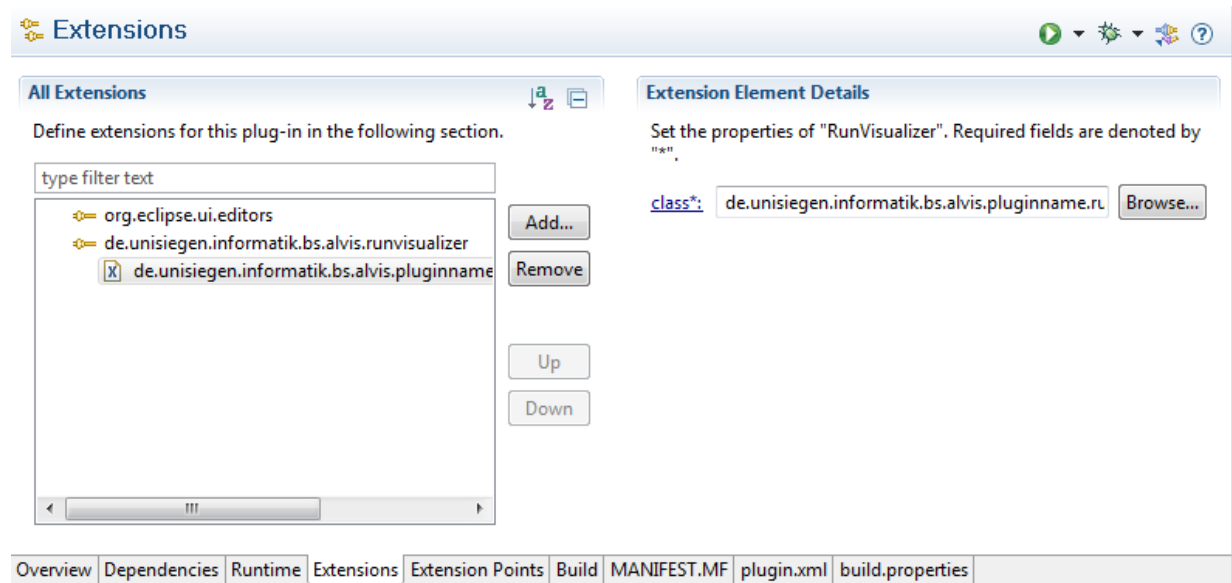 Extensions
All Extensions
Define extensions for this plug-in in the following section.
type filter text
org.eclipse.ui.editors
de.unisiegen.informatik.bs.alvis.runvisualizer
de.unisiegen.informatik.bs.alvis.pluginname
Add...
Remove
Up
Down
Extension Element Details
Set the properties of "RunVisualizer". Required fields are denoted by
"*".
class*: de.unisiegen.informatik.bs.alvis.pluginname.ru Browse...
Overview Dependencies Runtime Extensions Extension Points Build MANIFEST.MF plugin.xml build.properties